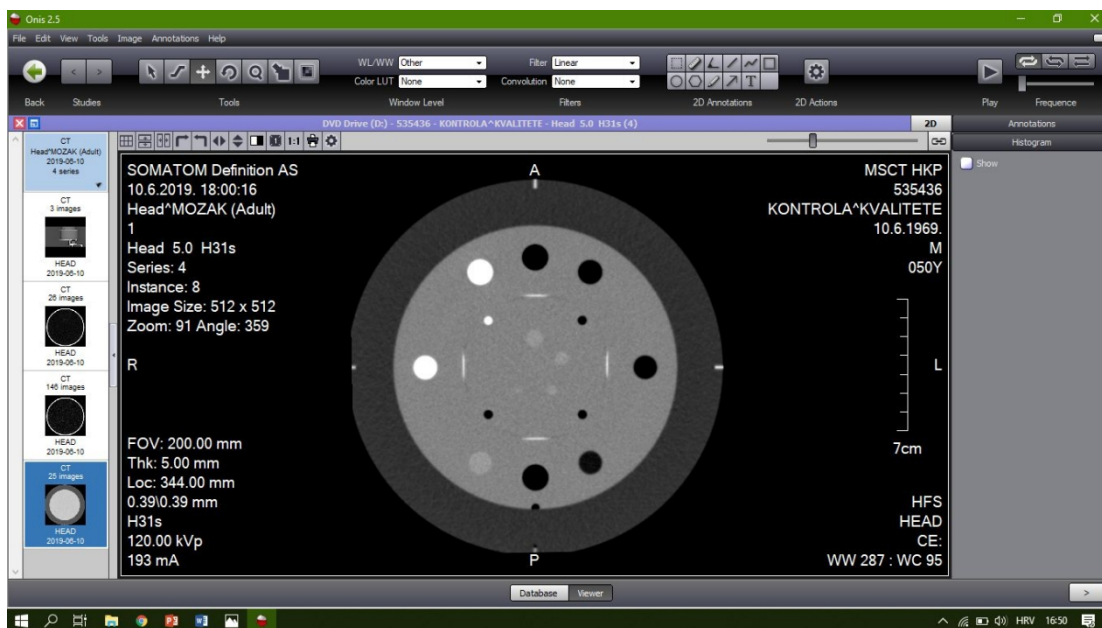 Onis 2.5
File Edit View Tools Image Annotations Help
WL/WW Other Filter Linear
Color LUT None Convolution None
Back Studies Tools Window Level Filters 2D Annotations 2D Actions Play Frequence
DVD Drive (D:) - 535436 - KONTROLA^KVALITETE - Head 5.0 H31s (4)
2D
Annotations
Histogram
Show
CT
Head^MOZAK (Adult)
2019-06-10
4 series
CT
3 images
HEAD
2019-06-10
CT
26 images
HEAD
2019-06-10
CT
146 images
HEAD
2019-06-10
CT
25 images
HEAD
2019-06-10
1:1
SOMATOM Definition AS
10.6.2019. 18:00:16
Head^MOZAK (Adult)
1
Head 5.0 H31s
Series: 4
Instance: 8
Image Size: 512 x 512
Zoom: 91 Angle: 359
A
MSCT HKP
535436
KONTROLA^KVALITETE
10.6.1969.
M
050Y
R
L
7cm
FOV: 200.00 mm
Thk: 5.00 mm
Loc: 344.00 mm
0.39\0.39 mm
H31s
120.00 kVp
193 mA
P
HFS
HEAD
CE:
WW 287 : WC 95
Database Viewer
HRV 16:50